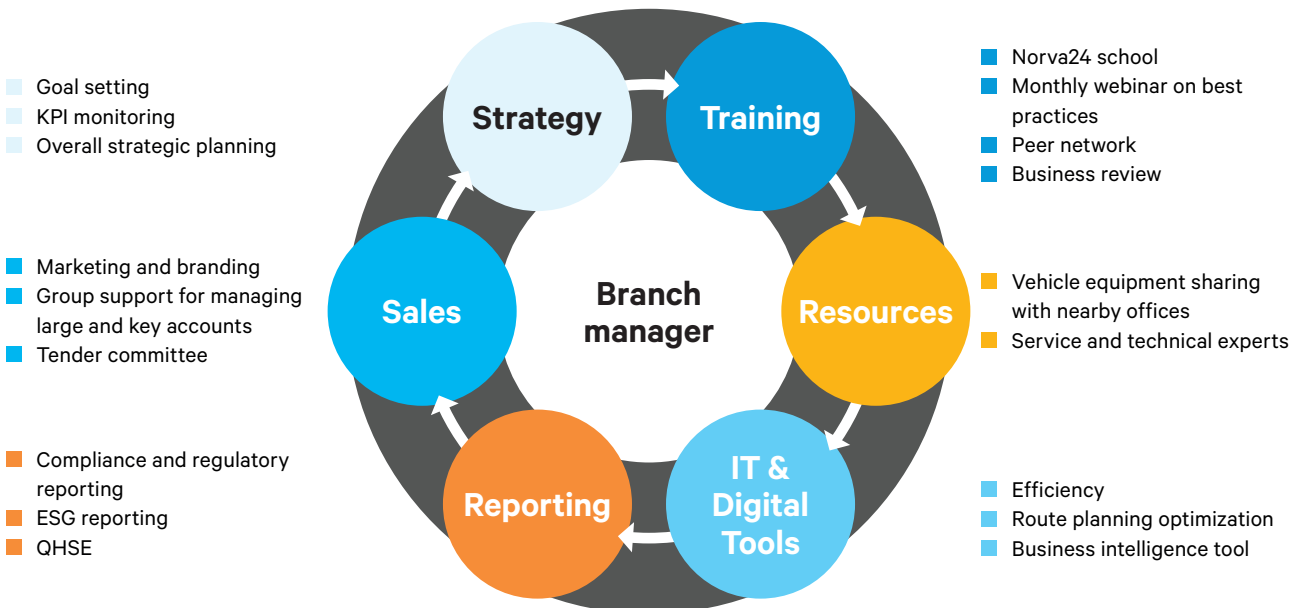 Goal setting
KPI monitoring
Overall strategic planning
Marketing and branding
Group support for managing
large and key accounts
Tender committee
Compliance and regulatory
reporting
ESG reporting
QHSE
Strategy
Training
Sales
Branch
manager
Resources
Reporting
IT &
Digital
Tools
Norva24 school
Monthly webinar on best
practices
Peer network
Business review
Vehicle equipment sharing
with nearby offices
Service and technical experts
Efficiency
Route planning optimization
Business intelligence tool